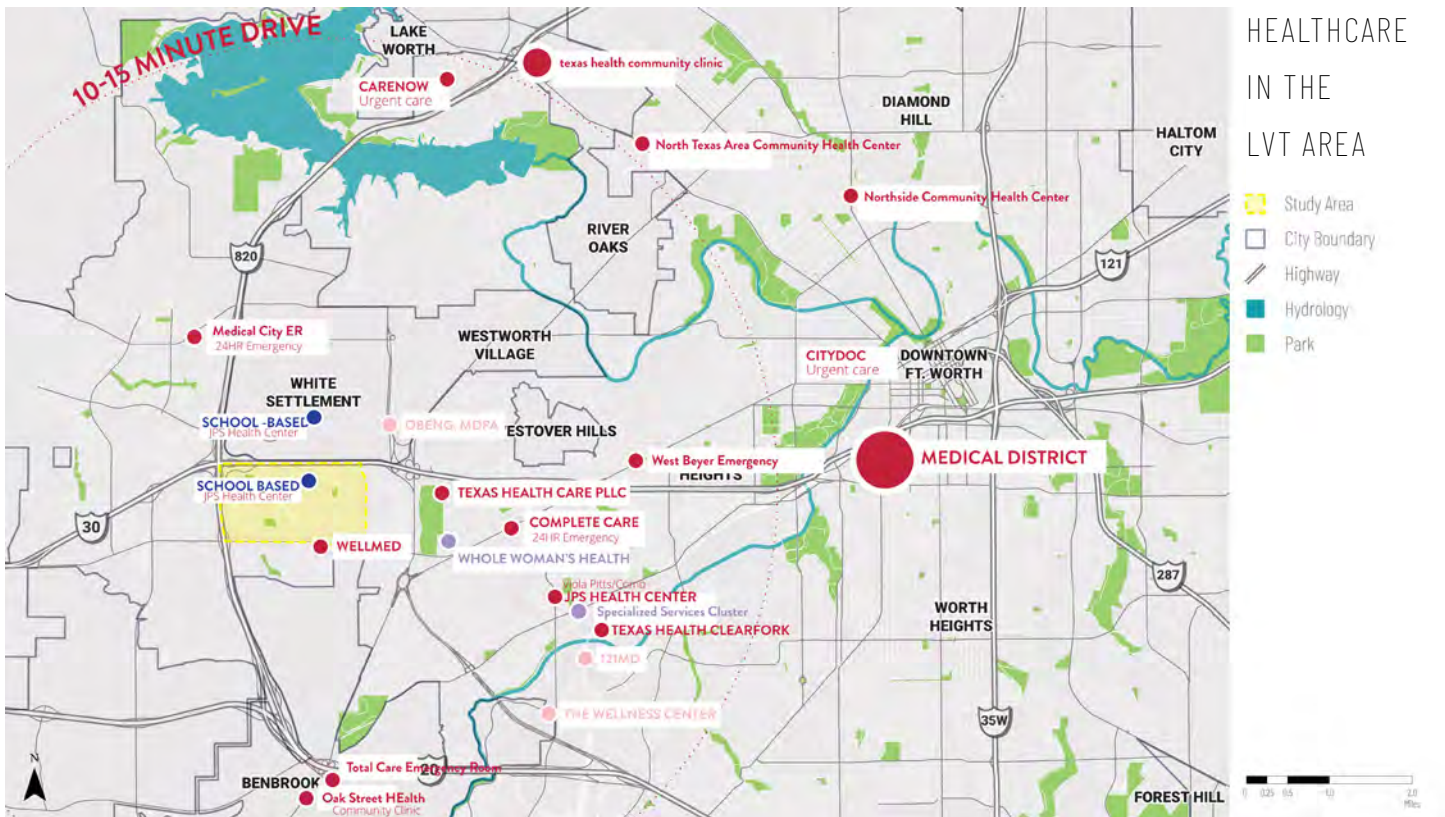 HEALTHCARE
IN THE
LVT AREA
Study Area
City Boundary
Highway
Hydrology
Park
10-15 MINUTE DRIVE
LAKE
WORTH
texas health community clinic
CARENOW
Urgent care
DIAMOND
HILL
HALTOM
CITY
North Texas Area Community Health Center
Northside Community Health Center
RIVER
OAKS
820
121
Medical City ER
24HR Emergency
WESTWORTH
VILLAGE
CITYDOC
Urgent care
DOWNTOWN
FT. WORTH
WHITE
SETTLEMENT
SCHOOL -BASED
JPS Health Center
OBENG, MDPA
ESTOVER HILLS
West Beyer Emergency
HEIGHTS
MEDICAL DISTRICT
SCHOOL BASED
JPS Health Center
TEXAS HEALTH CARE PLLC
30
COMPLETE CARE
24HR Emergency
WELLMED
WHOLE WOMAN'S HEALTH
287
Viola Pitts/Como
JPS HEALTH CENTER
Specialized Services Cluster
TEXAS HEALTH CLEARFORK
WORTH
HEIGHTS
121MD
THE WELLNESS CENTER
35W
N
Total Care Emergency Room
20
BENBROOK
Oak Street HEalth
Community Clinic
FOREST HILL
0 0.25 0.5 1.0 2.0
Miles